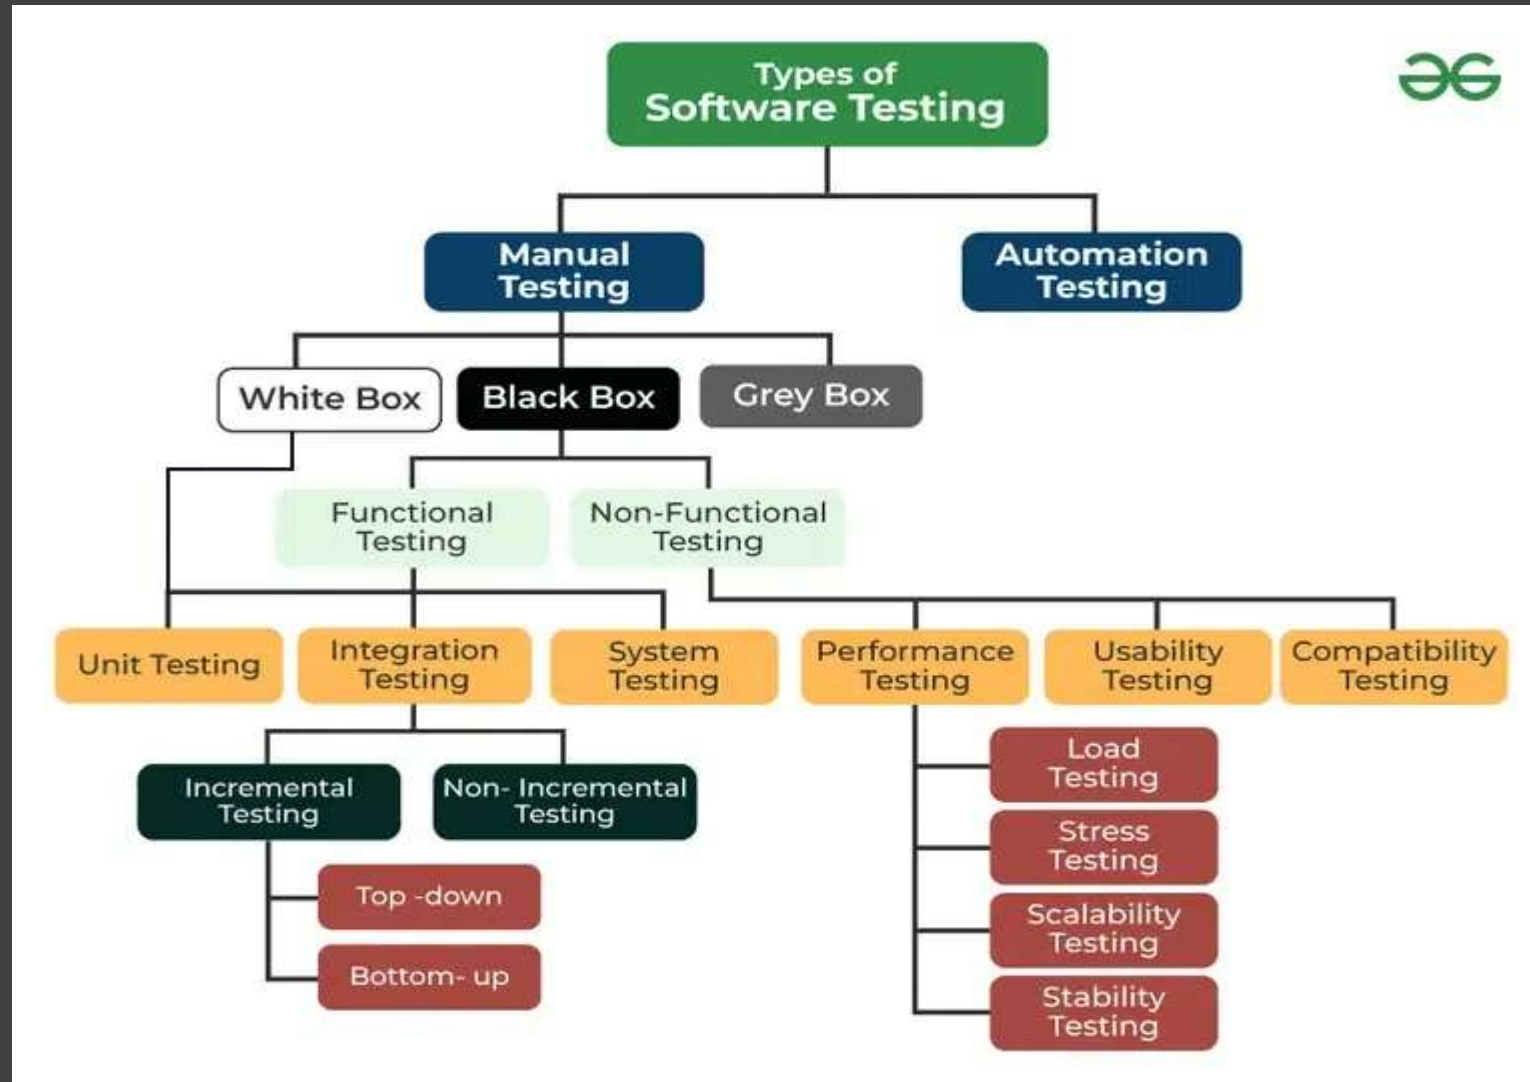 Types of
Software Testing
Manual
Testing
Automation
Testing
White Box
Black Box
Grey Box
Functional
Testing
Non-Functional
Testing
Unit Testing
Integration
Testing
System
Testing
Performance
Testing
Usability
Testing
Compatibility
Testing
Incremental
Testing
Non- Incremental
Testing
Top -down
Bottom- up
Load
Testing
Stress
Testing
Scalability
Testing
Stability
Testing